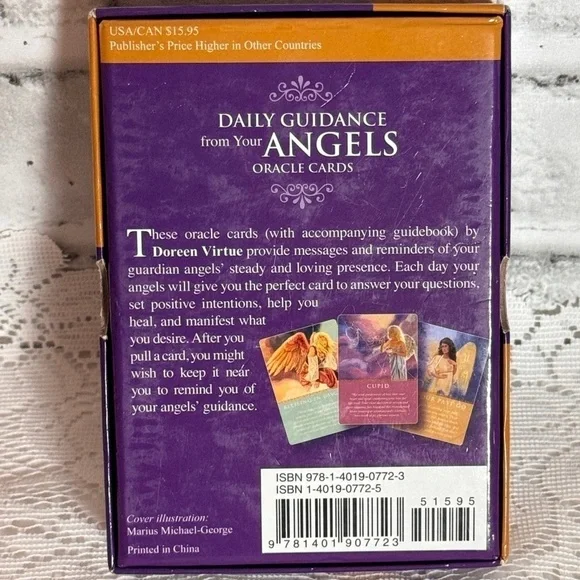 USA/CAN $15.95
Publisher's Price Higher in Other Countries
DAILY GUIDANCE
from Your ANGELS
ORACLE CARDS
These oracle cards (with accompanying guidebook) by
Doreen Virtue provide messages and reminders of your
guardian angels' steady and loving presence. Each day your
angels will give you the perfect card to answer your questions,
set positive intentions, help you
heal, and manifest what
you desire. After you
pull a card, you might
wish to keep it near
you to remind you of
your angels' guidance.
CUPID
ISBN 978-1-4019-0772-3
ISBN 1-4019-0772-5
51595
9 781401 907723
Cover illustration:
Marius Michael-George
Printed in China